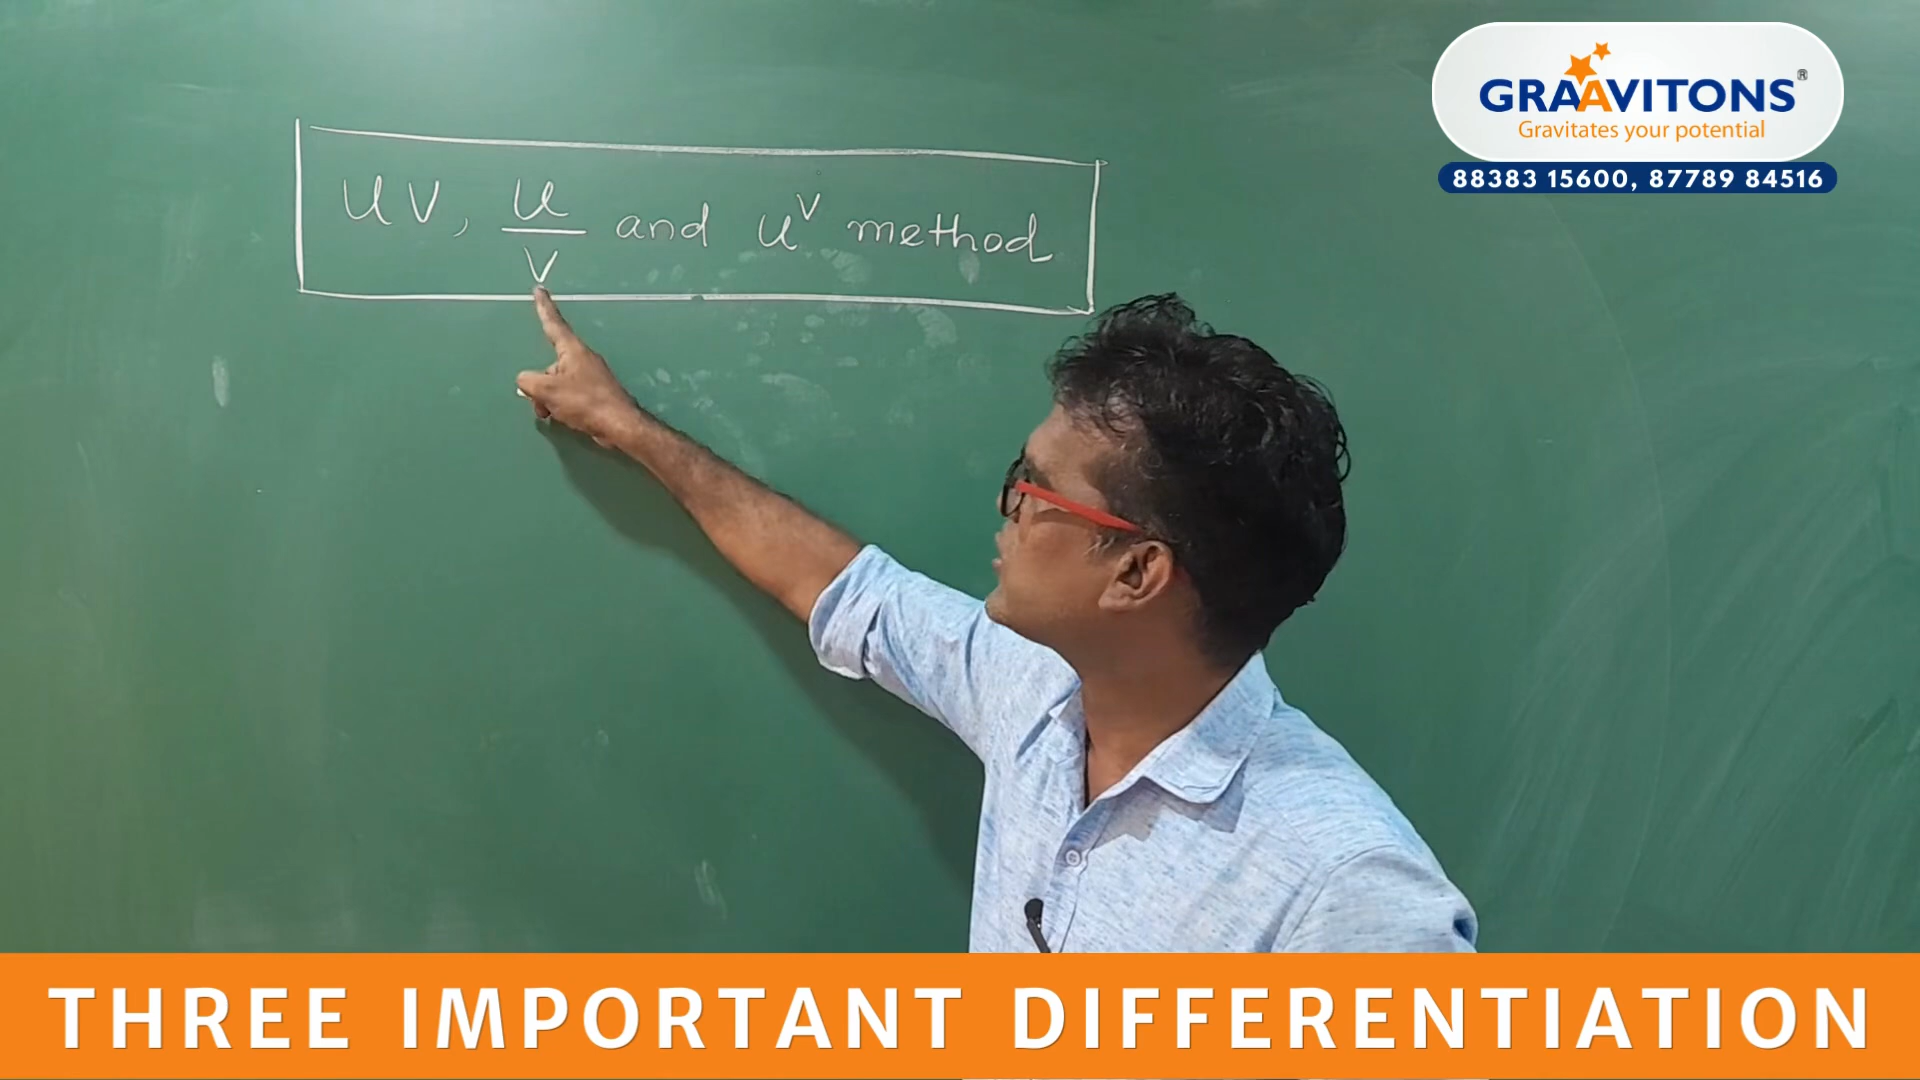 GRAAVITONS®
Gravitates your potential
88383 15600, 87789 84516
UV, u/v and u^v method
THREE IMPORTANT DIFFERENTIATION